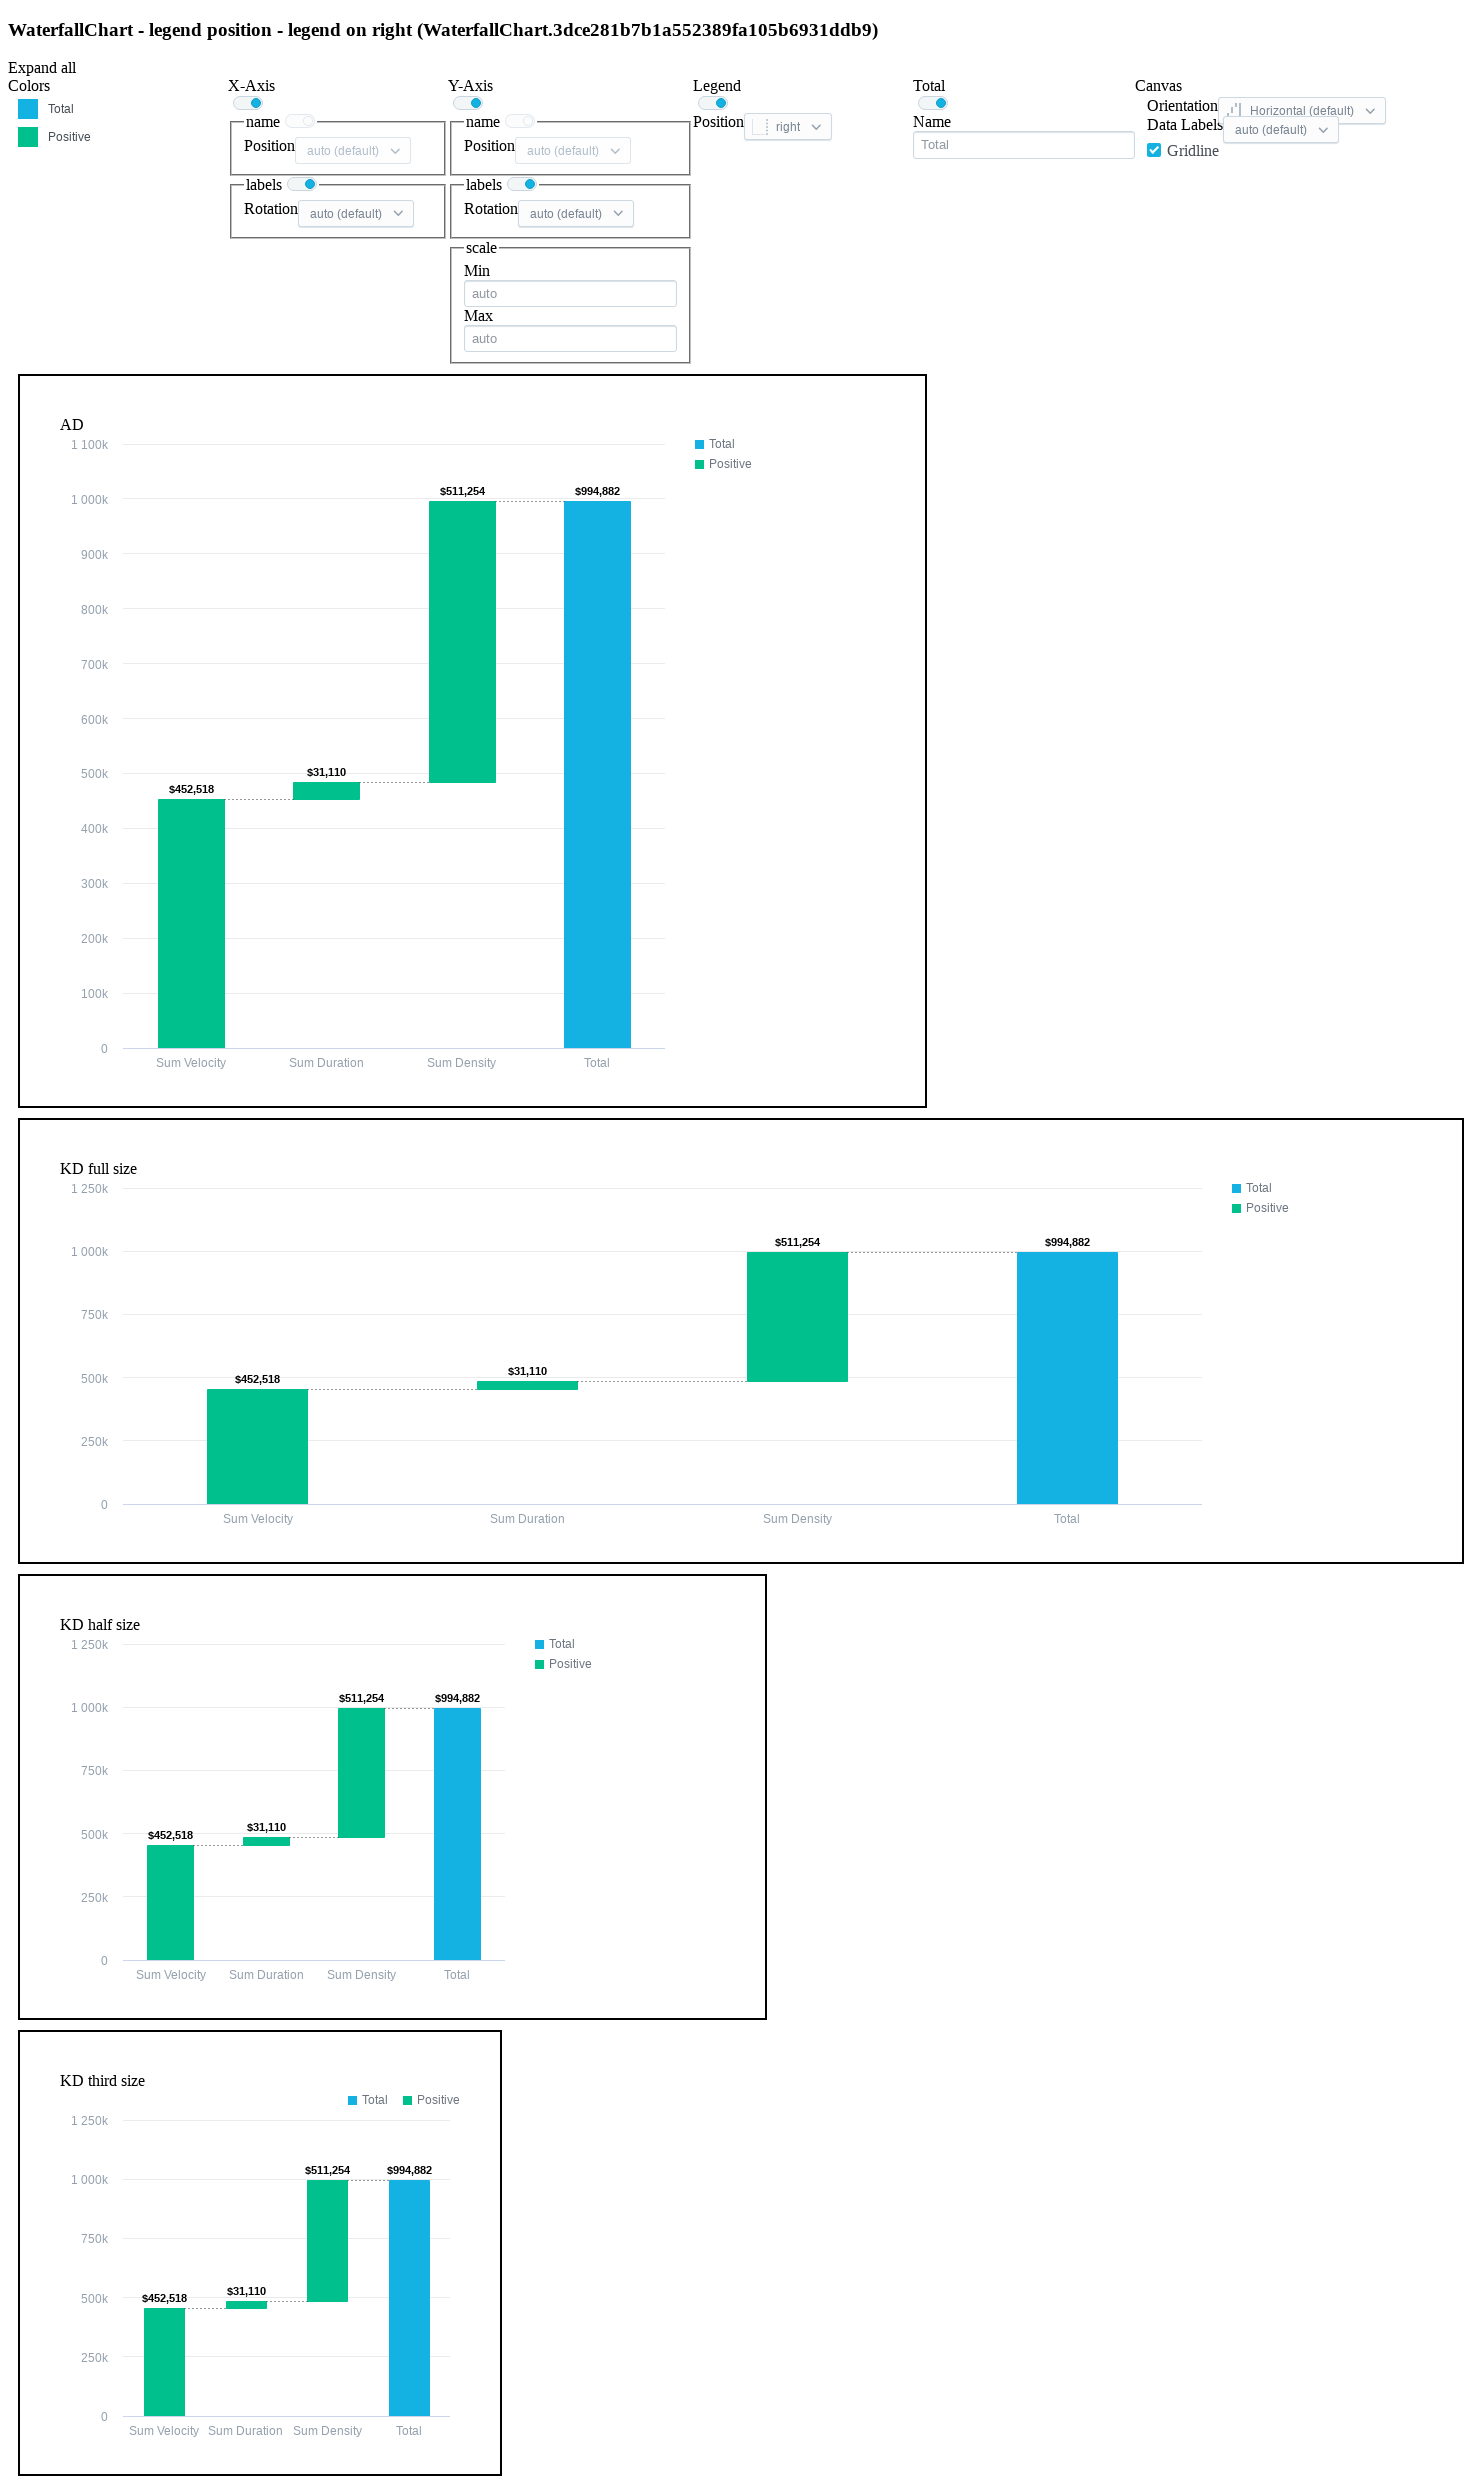 WaterfallChart - legend position - legend on right (WaterfallChart.3dce281b7b1a552389fa105b6931ddb9)
Expand all
Colors
Total
Positive
X-Axis
name
Position auto (default)
labels
Rotation auto (default)
Y-Axis
name
Position auto (default)
labels
Rotation auto (default)
scale
Min
auto
Max
auto
Legend
Position right
Total
Name
Total
Canvas
Orientation Horizontal (default)
Data Labels auto (default)
Gridline
AD
Total
Positive
1 100k
1 000k
900k
800k
700k
600k
500k
400k
300k
200k
100k
0
$452,518
$31,110
$511,254
$994,882
Sum Velocity Sum Duration Sum Density Total
KD full size
Total
Positive
1 250k
1 000k
750k
500k
250k
0
$452,518
$31,110
$511,254
$994,882
Sum Velocity Sum Duration Sum Density Total
KD half size
Total
Positive
1 250k
1 000k
750k
500k
250k
0
$452,518
$31,110
$511,254
$994,882
Sum Velocity Sum Duration Sum Density Total
KD third size
Total Positive
1 250k
1 000k
750k
500k
250k
0
$452,518
$31,110
$511,254
$994,882
Sum Velocity Sum Duration Sum Density Total